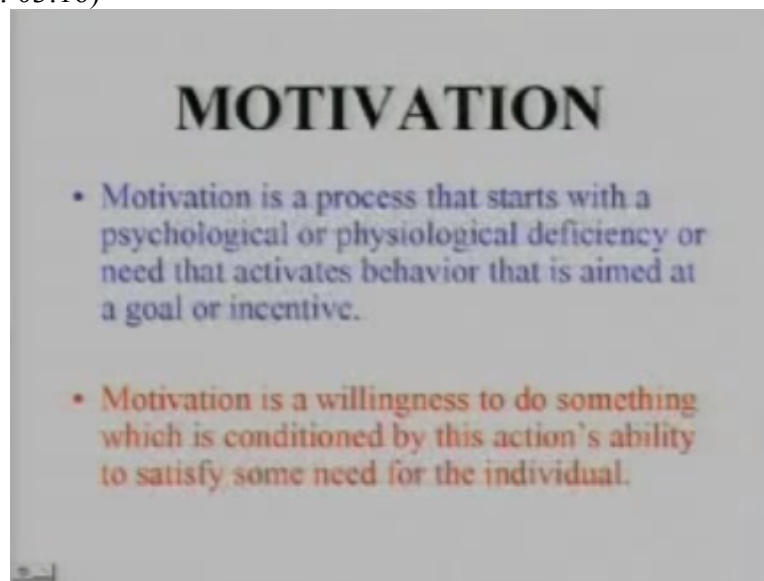 : 05:10)
MOTIVATION
• Motivation is a process that starts with a
psychological or physiological deficiency or
need that activates behavior that is aimed at
a goal or incentive.
• Motivation is a willingness to do something
which is conditioned by this action's ability
to satisfy some need for the individual.